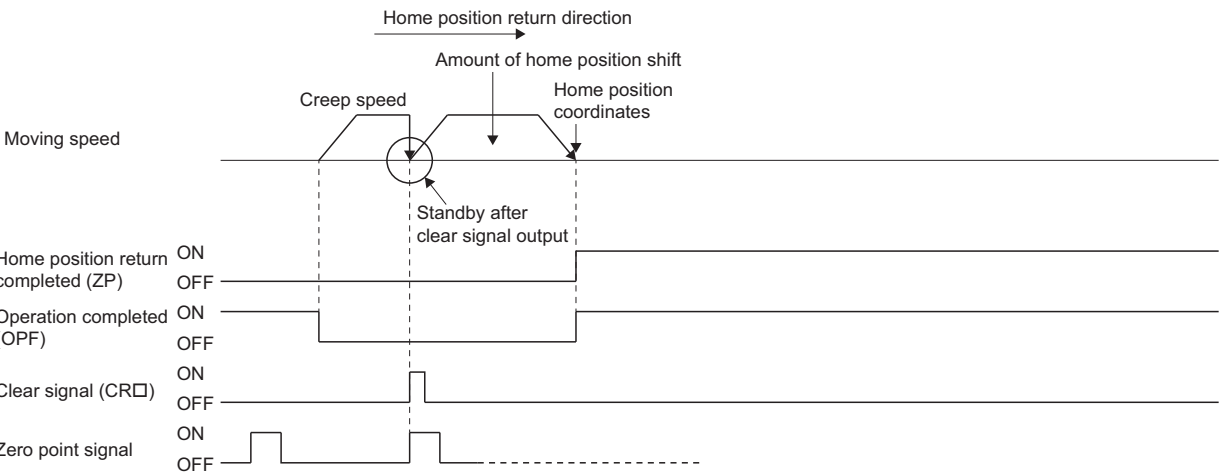 Home position return direction
Amount of home position shift
Home position
coordinates
Creep speed
Moving speed
Standby after
clear signal output
Home position return
completed (ZP)
ON
OFF
Operation completed
(OPF)
ON
OFF
Clear signal (CR□)
ON
OFF
Zero point signal
ON
OFF